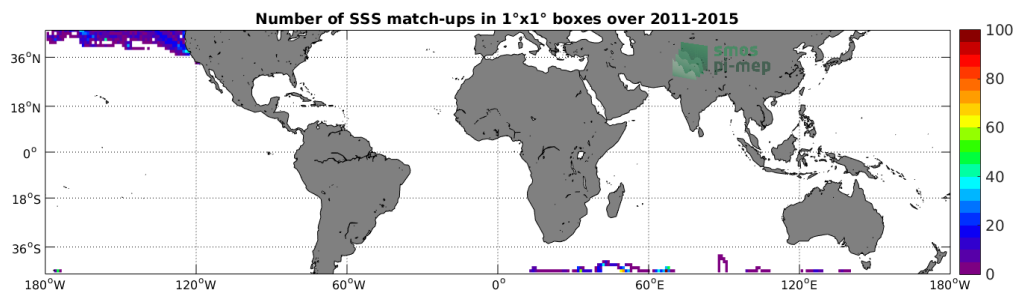 Number of SSS match-ups in 1°x1° boxes over 2011-2015
smos
pi-mep
36°N
18°N
0°
18°S
36°S
180°W 120°W 60°W 0° 60°E 120°E 180°W
100
80
60
40
20
0